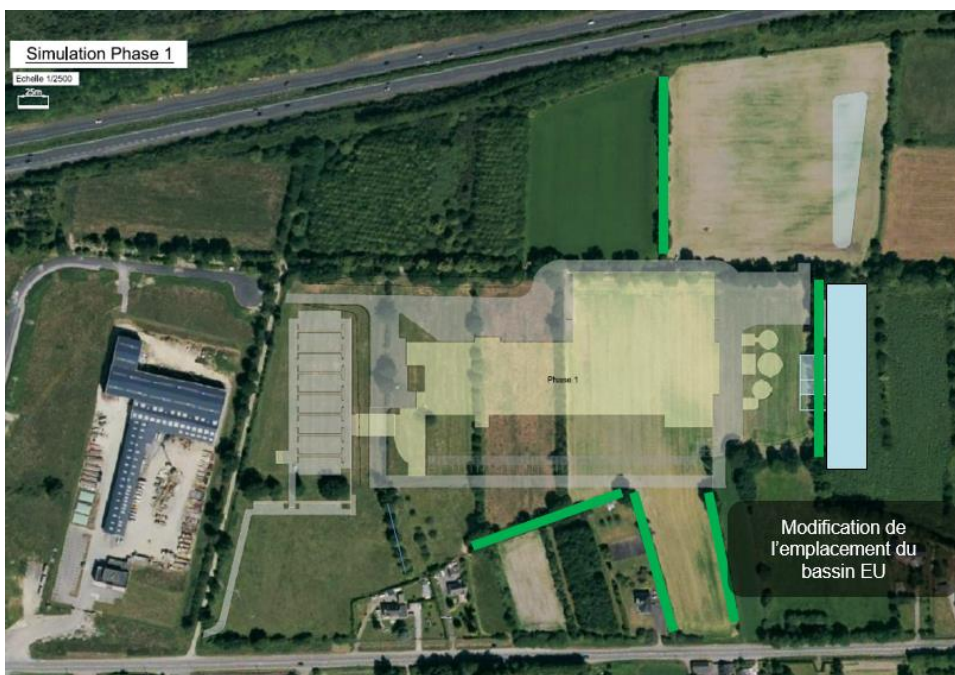 Simulation Phase 1
Echelle 1/2500
25m
Phase 1
Modification de
l'emplacement du
bassin EU